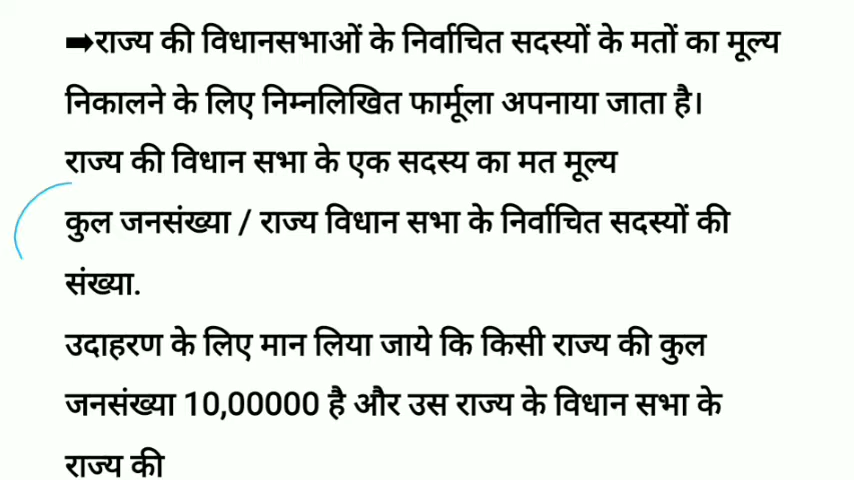 ➡राज्य की विधानसभाओं के निर्वाचित सदस्यों के मतों का मूल्य
निकालने के लिए निम्नलिखित फार्मूला अपनाया जाता है।
राज्य की विधान सभा के एक सदस्य का मत मूल्य
कुल जनसंख्या / राज्य विधान सभा के निर्वाचित सदस्यों की
संख्या.
उदाहरण के लिए मान लिया जाये कि किसी राज्य की कुल
जनसंख्या 10,00000 है और उस राज्य के विधान सभा के
राज्य की